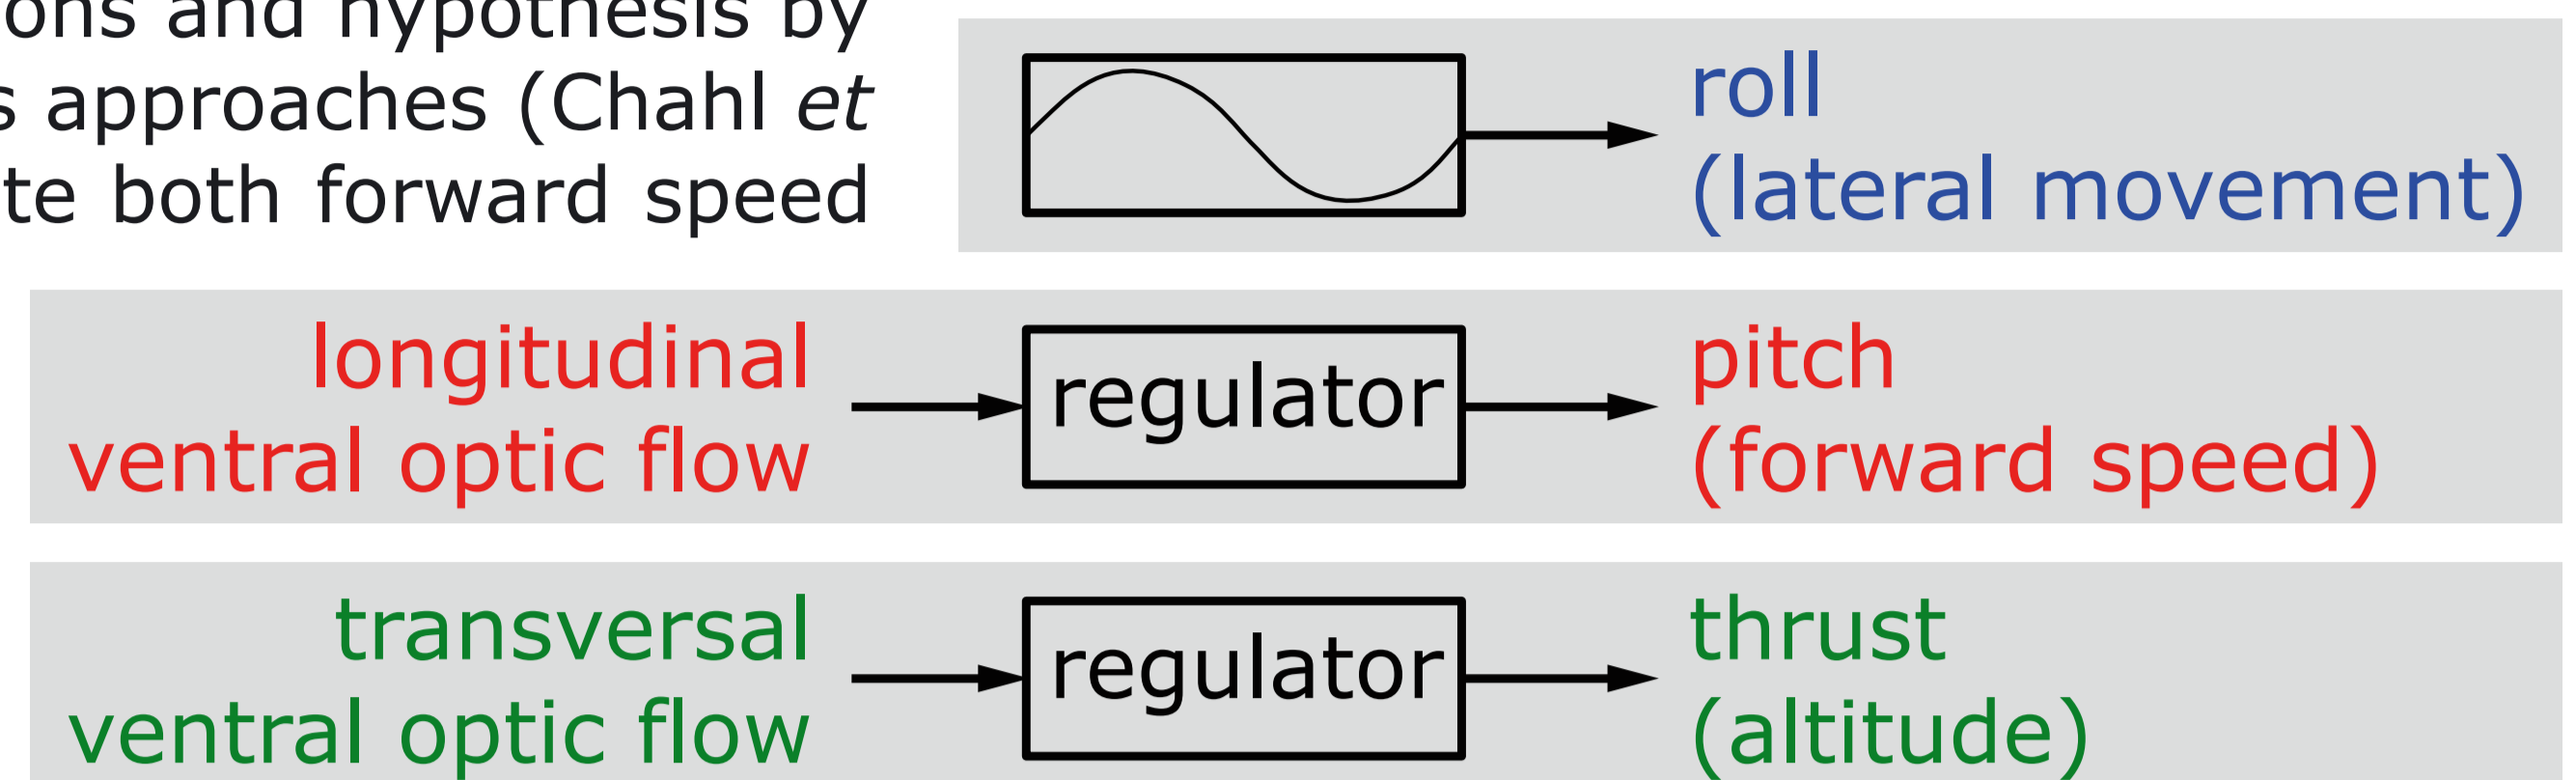 ons and hypothesis by
s approaches (Chahl et
te both forward speed
roll
(lateral movement)
longitudinal
ventral optic flow
regulator
pitch
(forward speed)
transversal
ventral optic flow
regulator
thrust
(altitude)